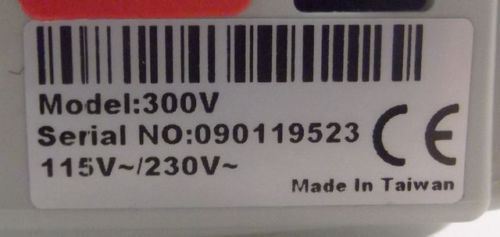 Model:300V
Serial NO:090119523
115V~/230V~
CE
Made In Taiwan